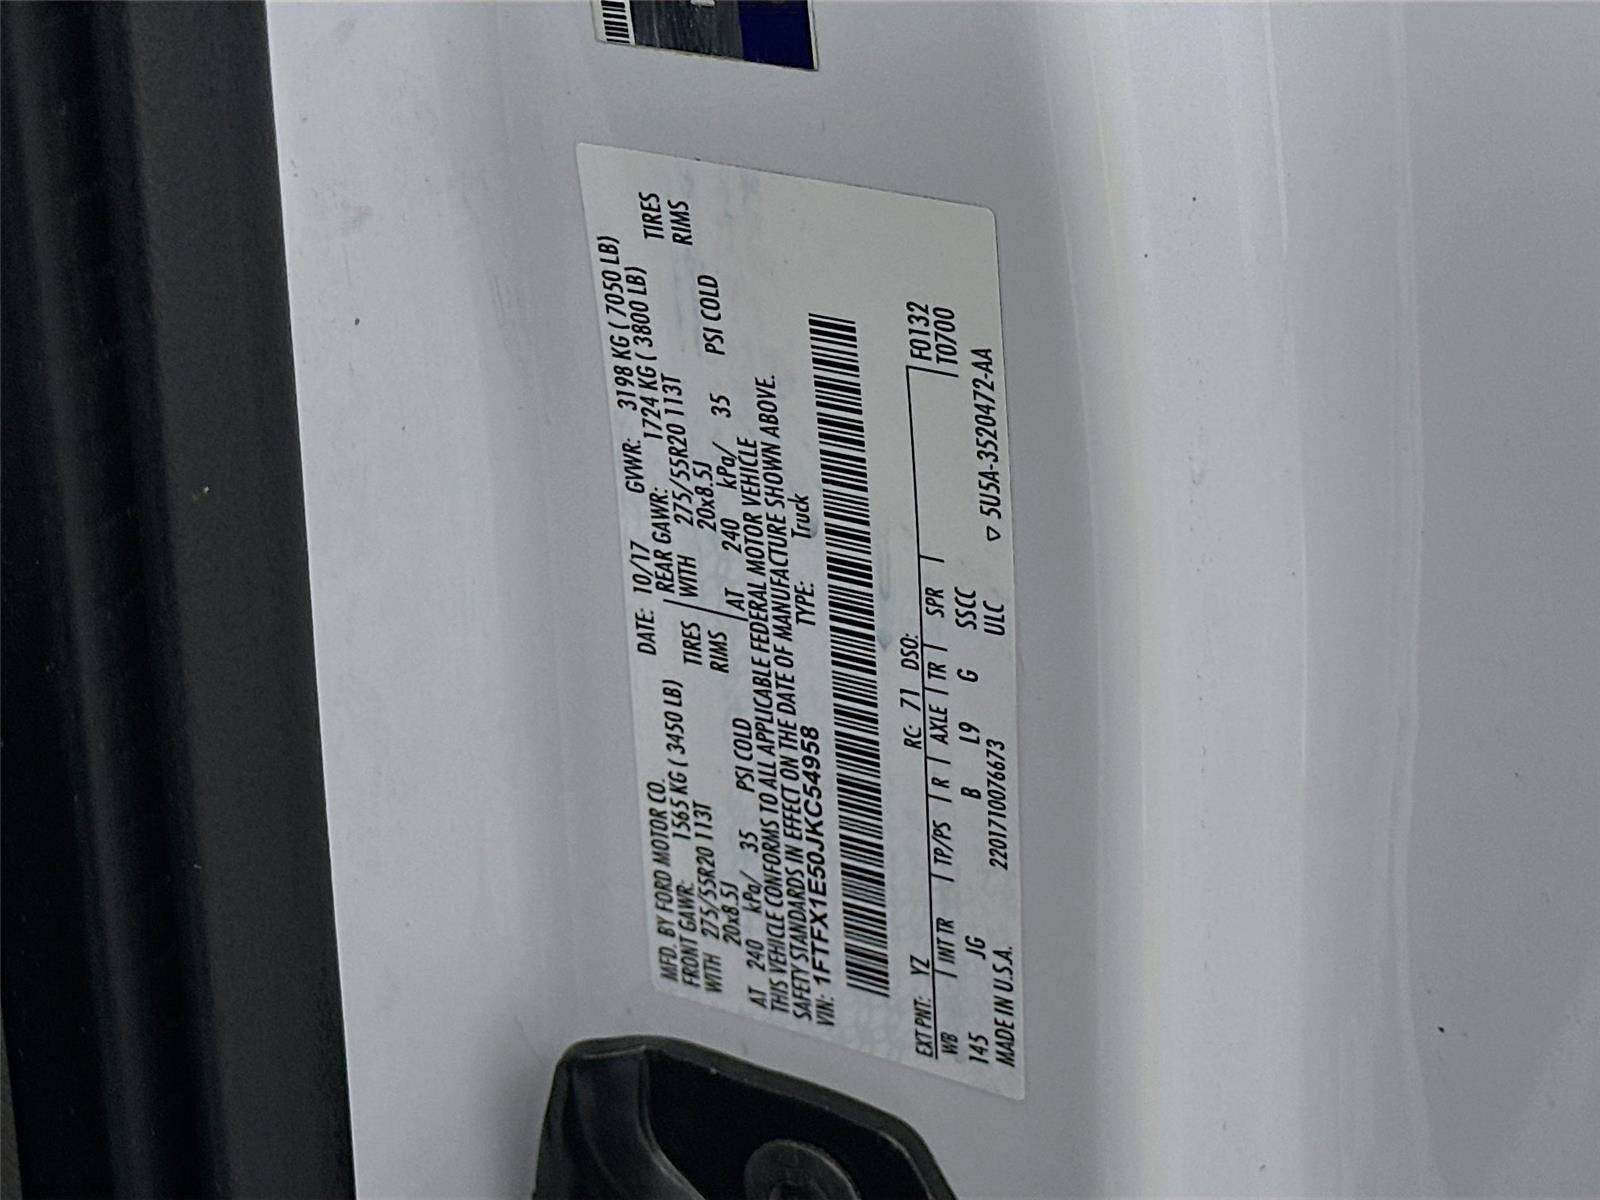 MFD. BY FORD MOTOR CO. DATE: 10/17 GVWR: 3198 KG ( 7050 LB)
FRONT GAWR: 1565 KG ( 3450 LB) REAR GAWR: 1724 KG ( 3800 LB)
WITH 275/55R20 113T TIRES WITH 275/55R20 113T TIRES
20x8.5J RIMS 20x8.5J RIMS
AT 240 kPa/ 35 PSI COLD AT 240 kPa/ 35 PSI COLD
THIS VEHICLE CONFORMS TO ALL APPLICABLE FEDERAL MOTOR VEHICLE
SAFETY STANDARDS IN EFFECT ON THE DATE OF MANUFACTURE SHOWN ABOVE.
VIN: 1FTFX1E50JKC54958 TYPE: Truck
EXT PNT: YZ RC: 71 DSO: F0132
WB INT TR TP/PS R AXLE TR SPR T0700
145 JG B L9 G SSCC
MADE IN U.S.A. 2201710076673 ULC ▽ 5U5A-3520472-AA